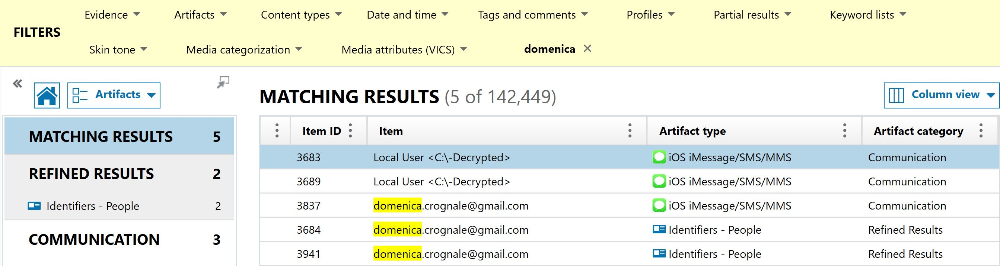 Evidence Artifacts Content types Date and time Tags and comments Profiles Partial results Keyword lists
FILTERS
Skin tone Media categorization Media attributes (VICS) domenica
Artifacts
MATCHING RESULTS 5
REFINED RESULTS 2
Identifiers - People 2
COMMUNICATION 3
MATCHING RESULTS (5 of 142,449)
Column view
Item ID Item Artifact type Artifact category
3683 Local User <C:\-Decrypted> iOS iMessage/SMS/MMS Communication
3689 Local User <C:\-Decrypted> iOS iMessage/SMS/MMS Communication
3837 domenica.crognale@gmail.com iOS iMessage/SMS/MMS Communication
3684 domenica.crognale@gmail.com Identifiers - People Refined Results
3941 domenica.crognale@gmail.com Identifiers - People Refined Results